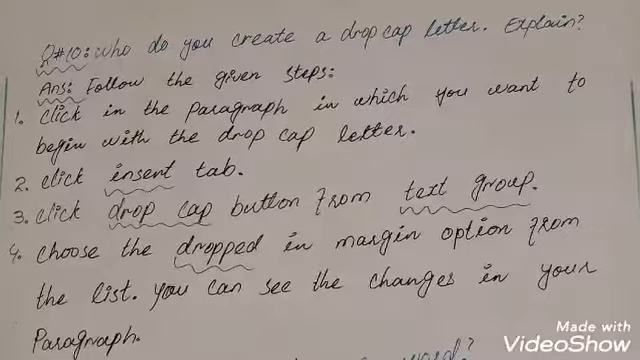 Q#10: who do you create a drop cap letter. Explain?
Ans: Follow the given steps:
1. Click in the Paragraph in which you want to
begin with the drop cap letter.
2. click insert tab.
3. click drop cap button from text group.
4. choose the dropped in margin option from
the list. you can see the changes in your
Paragraph.
word?
Made with
VideoShow